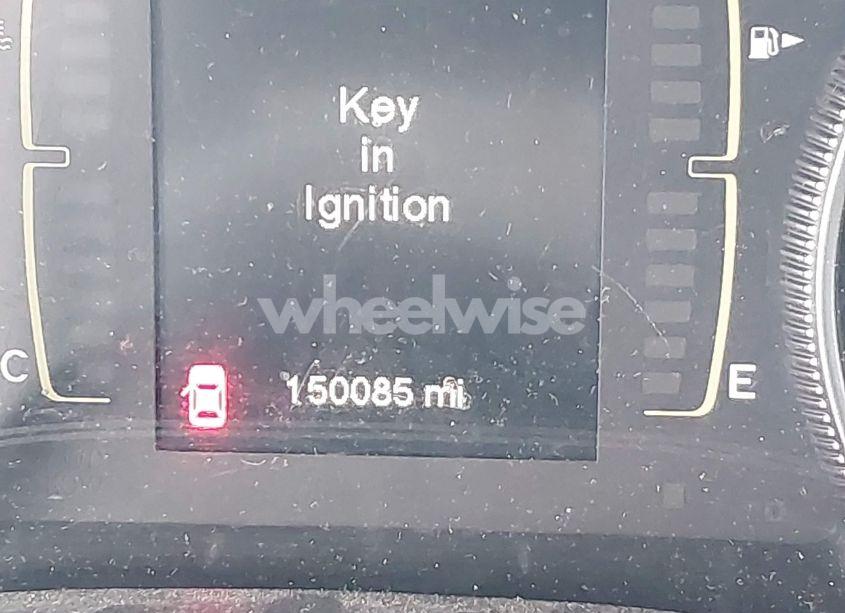 Key
in
Ignition
wheelwise
150085 mi
C
E